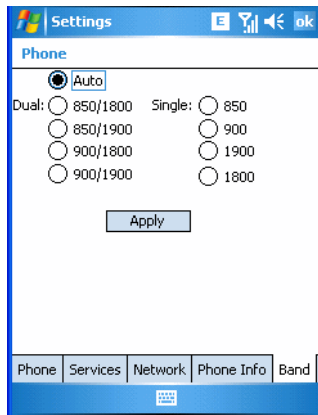 Settings E ok
Phone
Auto
Dual: 850/1800 Single: 850
850/1900 900
900/1800 1900
900/1900 1800
Apply
Phone Services Network Phone Info Band